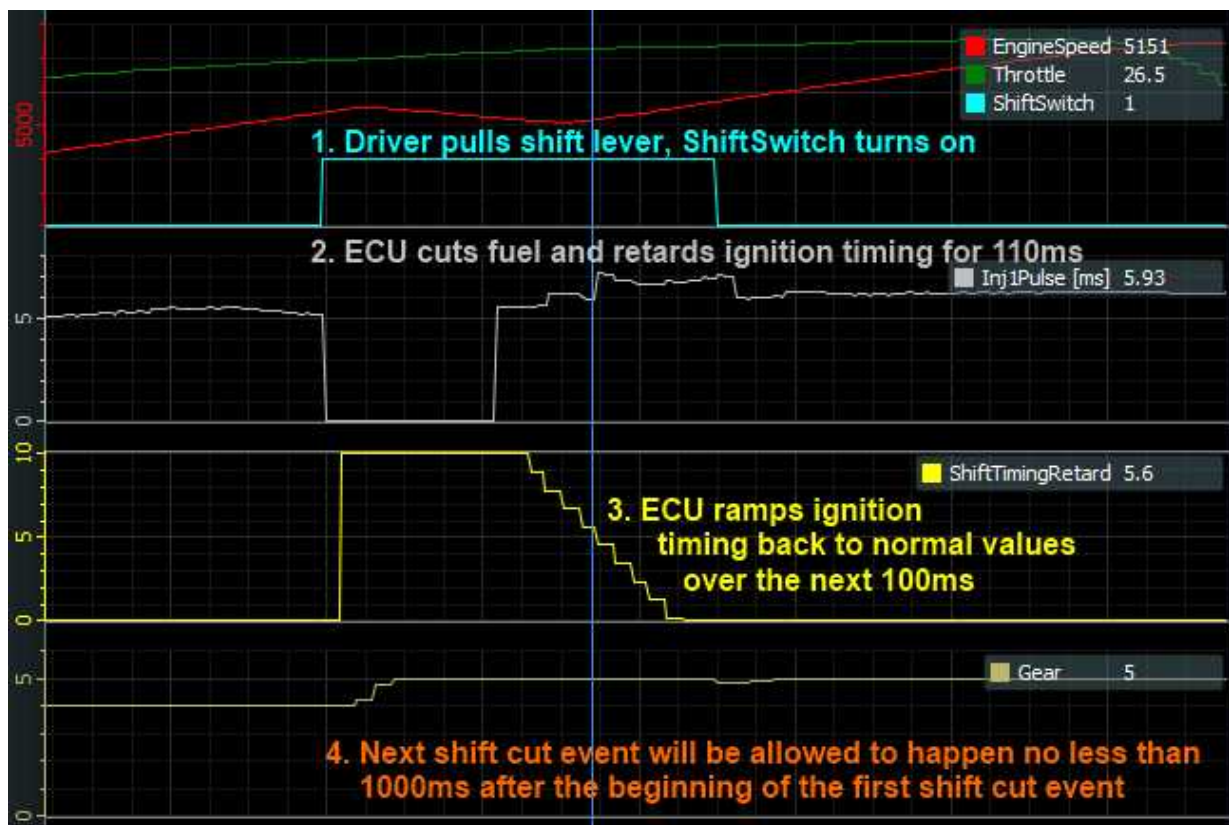 EngineSpeed 5151
Throttle 26.5
ShiftSwitch 1
5000
1. Driver pulls shift lever, ShiftSwitch turns on
2. ECU cuts fuel and retards ignition timing for 110ms
Inj1Pulse [ms] 5.93
5
0
10
ShiftTimingRetard 5.6
3. ECU ramps ignition
timing back to normal values
over the next 100ms
5
0
Gear 5
5
4. Next shift cut event will be allowed to happen no less than
1000ms after the beginning of the first shift cut event
0